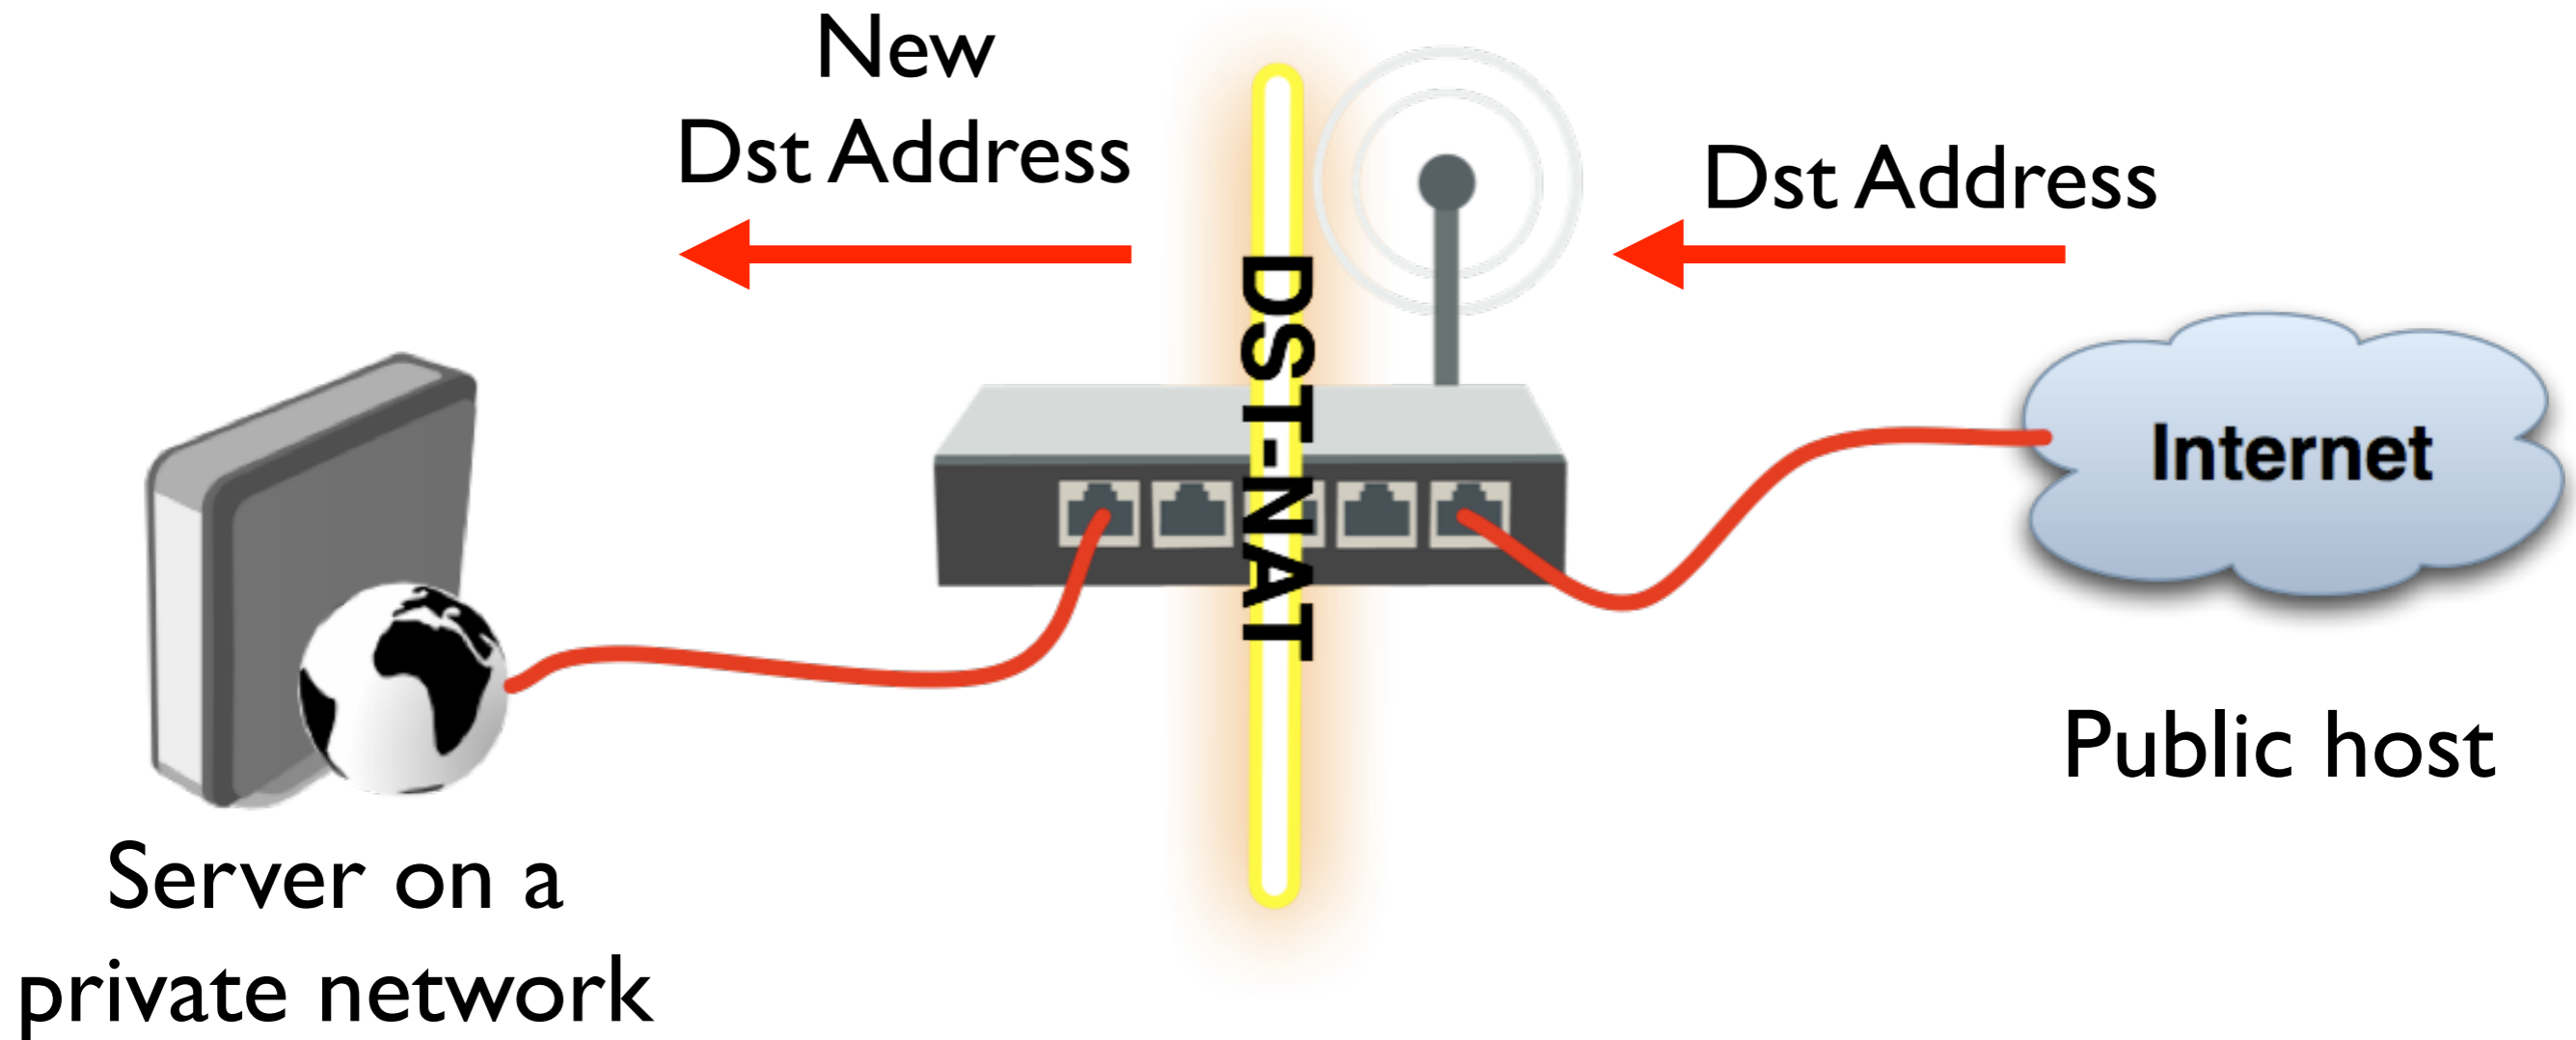 New
Dst Address
Dst Address
DST-NAT
Internet
Public host
Server on a
private network